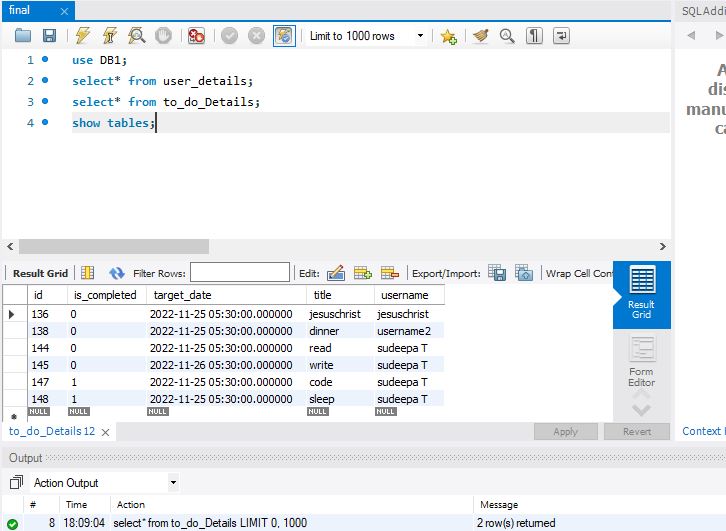 final
SQLAddi
Limit to 1000 rows
A
dis
manu
ca
1 use DB1;
2 select* from user_details;
3 select* from to_do_Details;
4 show tables;
Result Grid Filter Rows: Edit: Export/Import: Wrap Cell Cont
id is_completed target_date title username
136 0 2022-11-25 05:30:00.000000 jesuschrist jesuschrist
138 0 2022-11-25 05:30:00.000000 dinner username2
144 0 2022-11-25 05:30:00.000000 read sudeepa T
145 0 2022-11-26 05:30:00.000000 write sudeepa T
147 1 2022-11-25 05:30:00.000000 code sudeepa T
148 1 2022-11-25 05:30:00.000000 sleep sudeepa T
NULL NULL NULL NULL NULL
Result
Grid
Form
Editor
to_do_Details 12
Apply Revert
Context H
Output
Action Output
# Time Action Message
8 18:09:04 select* from to_do_Details LIMIT 0, 1000 2 row(s) returned